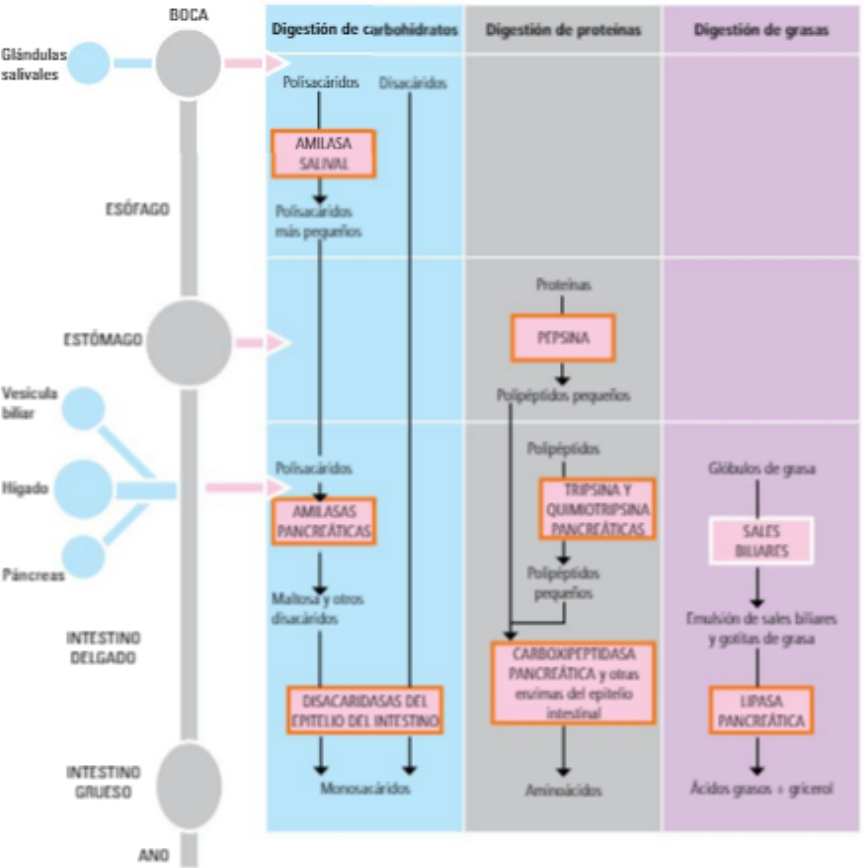 BOCA
Glándulas
salivales
ESÓFAGO
ESTÓMAGO
Vesícula
biliar
Hígado
Páncreas
INTESTINO
DELGADO
INTESTINO
GRUESO
ANO
Digestión de carbohidratos
Polisacáridos
Disacáridos
AMILASA
SALIVAL
Polisacáridos
más pequeños
Polisacáridos
AMILASAS
PANCREÁTICAS
Maltosa y otros
disacáridos
DISACARIDASAS DEL
EPITELIO DEL INTESTINO
Monosacáridos
Digestión de proteínas
Proteínas
PEPSINA
Polipéptidos pequeños
Polipéptidos
TRIPSINA Y
QUIMIOTRIPSINA
PANCREÁTICAS
Polipéptidos
pequeños
CARBOXIPEPTIDASA
PANCREÁTICA y otras
enzimas del epitelio
intestinal
Aminoácidos
Digestión de grasas
Glóbulos de grasa
SALES
BILIARES
Emulsión de sales biliares
y gotitas de grasa
LIPASA
PANCREÁTICA
Ácidos grasos + gricerol